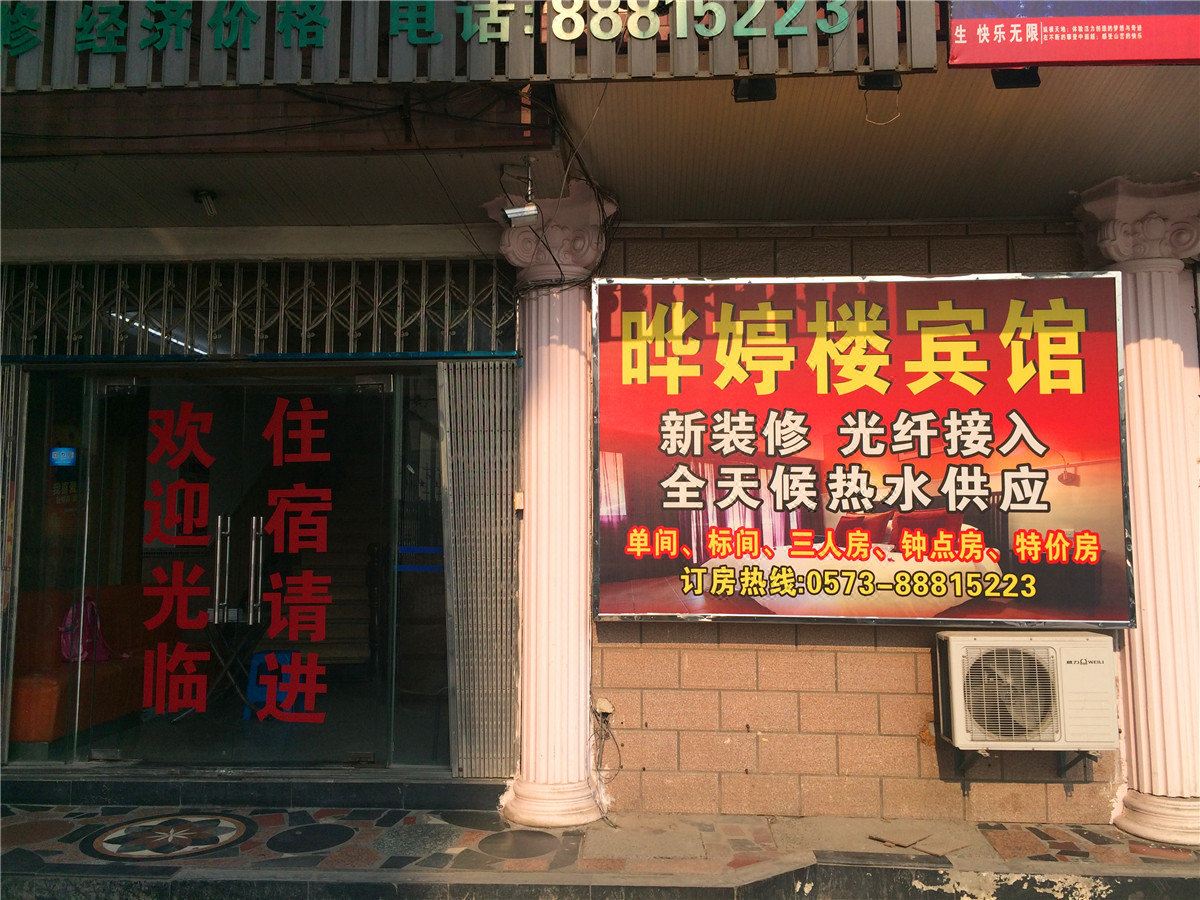 修 经济价格 电话:88815223
生 快乐无限
晔婷楼宾馆
新装修 光纤接入
全天候热水供应
单间、标间、三人房、钟点房、特价房
订房热线:0573-88815223
住宿请进
欢迎光临
WEILI